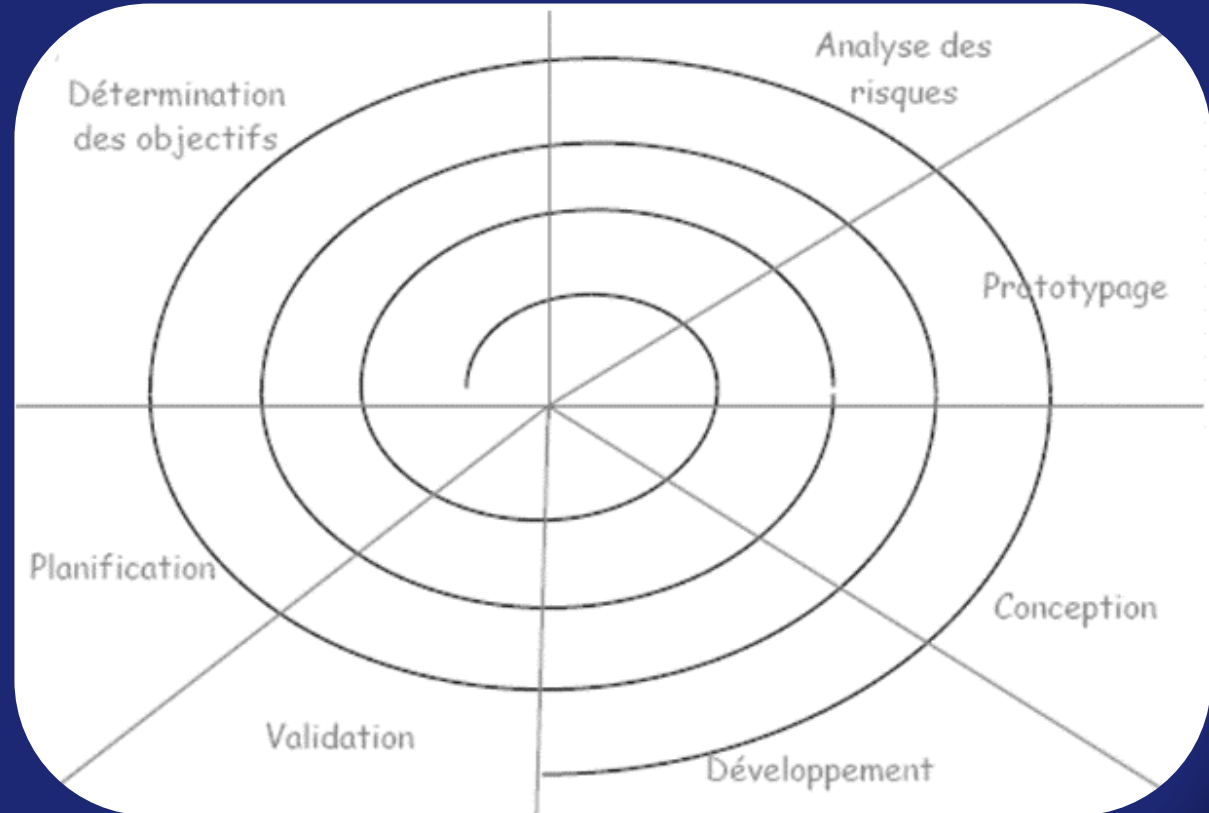 Analyse des
risques
Détermination
des objectifs
Prototypage
Planification
Conception
Validation
Développement